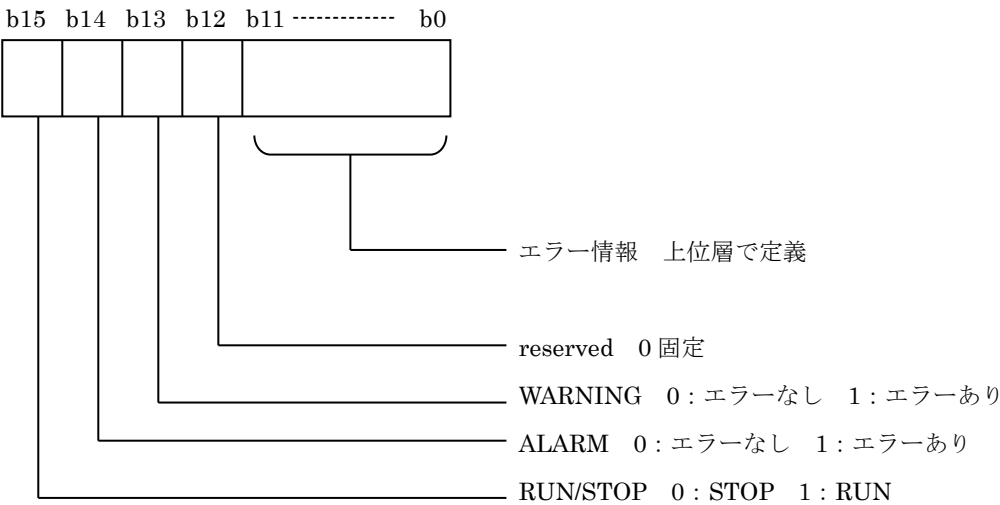 b15 b14 b13 b12 b11 ------------- b0
エラー情報　上位層で定義
reserved　0 固定
WARNING　0：エラーなし　1：エラーあり
ALARM　0：エラーなし　1：エラーあり
RUN/STOP　0：STOP　1：RUN